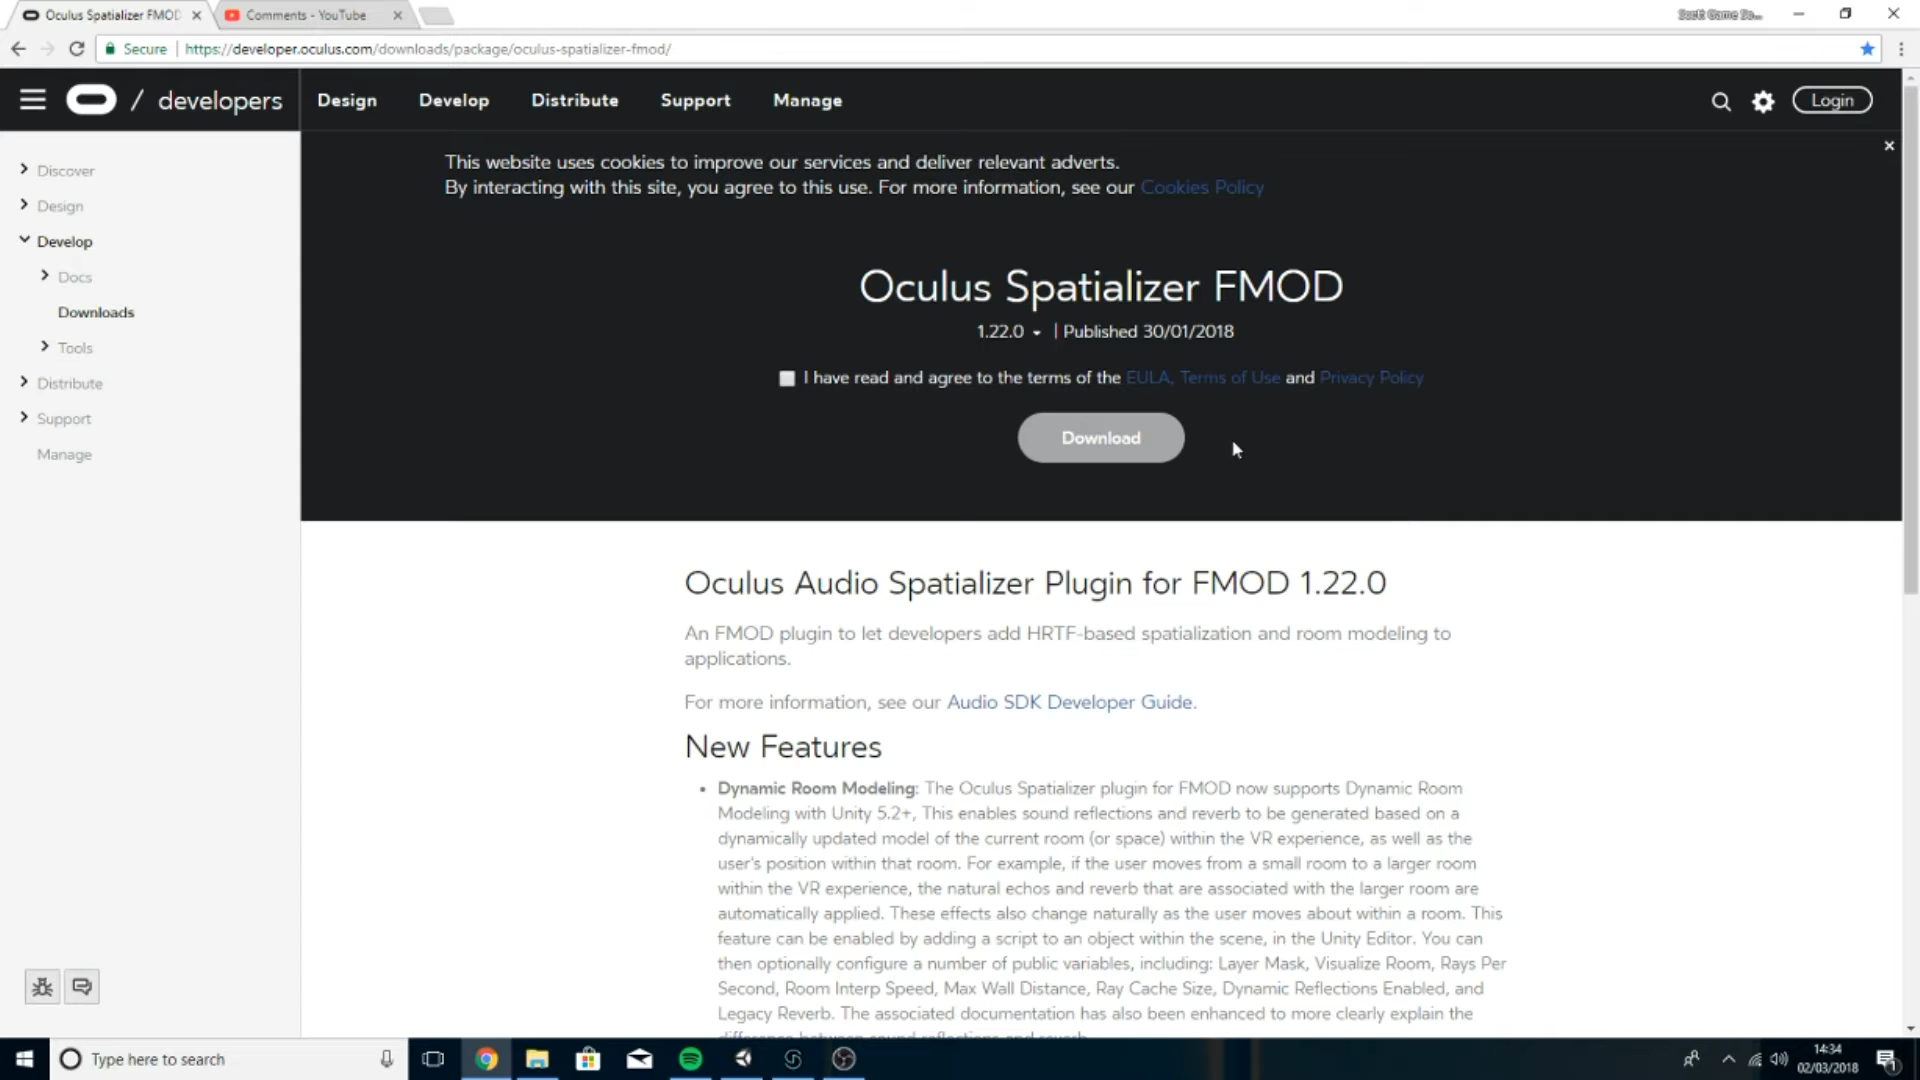 Oculus Spatializer FMOD
Comments - YouTube
Secure | https://developer.oculus.com/downloads/package/oculus-spatializer-fmod/
/ developers
Design
Develop
Distribute
Support
Manage
Login
Discover
Design
Develop
Docs
Downloads
Tools
Distribute
Support
Manage
This website uses cookies to improve our services and deliver relevant adverts.
By interacting with this site, you agree to this use. For more information, see our Cookies Policy
Oculus Spatializer FMOD
1.22.0 | Published 30/01/2018
I have read and agree to the terms of the EULA, Terms of Use and Privacy Policy
Download
Oculus Audio Spatializer Plugin for FMOD 1.22.0
An FMOD plugin to let developers add HRTF-based spatialization and room modeling to
applications.
For more information, see our Audio SDK Developer Guide.
New Features
• Dynamic Room Modeling: The Oculus Spatializer plugin for FMOD now supports Dynamic Room
Modeling with Unity 5.2+, This enables sound reflections and reverb to be generated based on a
dynamically updated model of the current room (or space) within the VR experience, as well as the
user's position within that room. For example, if the user moves from a small room to a larger room
within the VR experience, the natural echos and reverb that are associated with the larger room are
automatically applied. These effects also change naturally as the user moves about within a room. This
feature can be enabled by adding a script to an object within the scene, in the Unity Editor. You can
then optionally configure a number of public variables, including: Layer Mask, Visualize Room, Rays Per
Second, Room Interp Speed, Max Wall Distance, Ray Cache Size, Dynamic Reflections Enabled, and
Legacy Reverb. The associated documentation has also been enhanced to more clearly explain the
difference between sound reflections and reverb.
Type here to search
14:34
02/03/2018